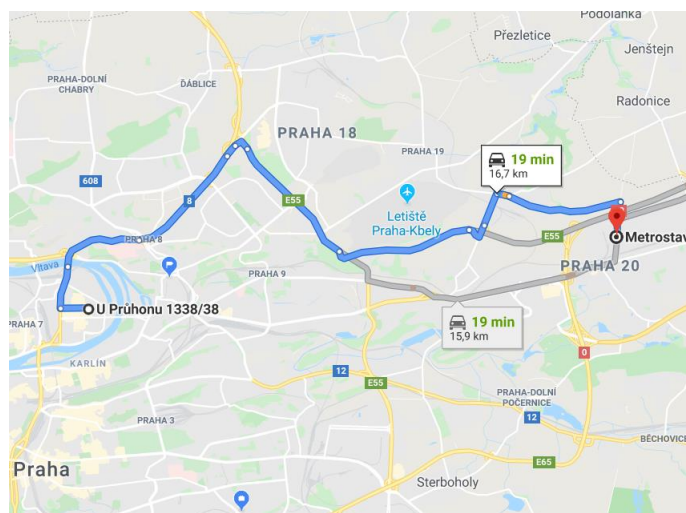 Podolanka
Přezletice
Jenštejn
PRAHA-DOLNÍ
CHABRY
ĎÁBLICE
Radonice
PRAHA 18
PRAHA 19
19 min
16,7 km
608
8
E55
Letiště
Praha-Kbely
PRAHA 8
E55
Metrostav
Vltava
PRAHA 9
PRAHA 20
U Průhonu 1338/38
PRAHA 7
19 min
15,9 km
0
KARLÍN
12
E55
PRAHA-DOLNÍ
POČERNICE
12
PRAHA 3
BĚCHOVICE
Praha
E65
Štěrboholy